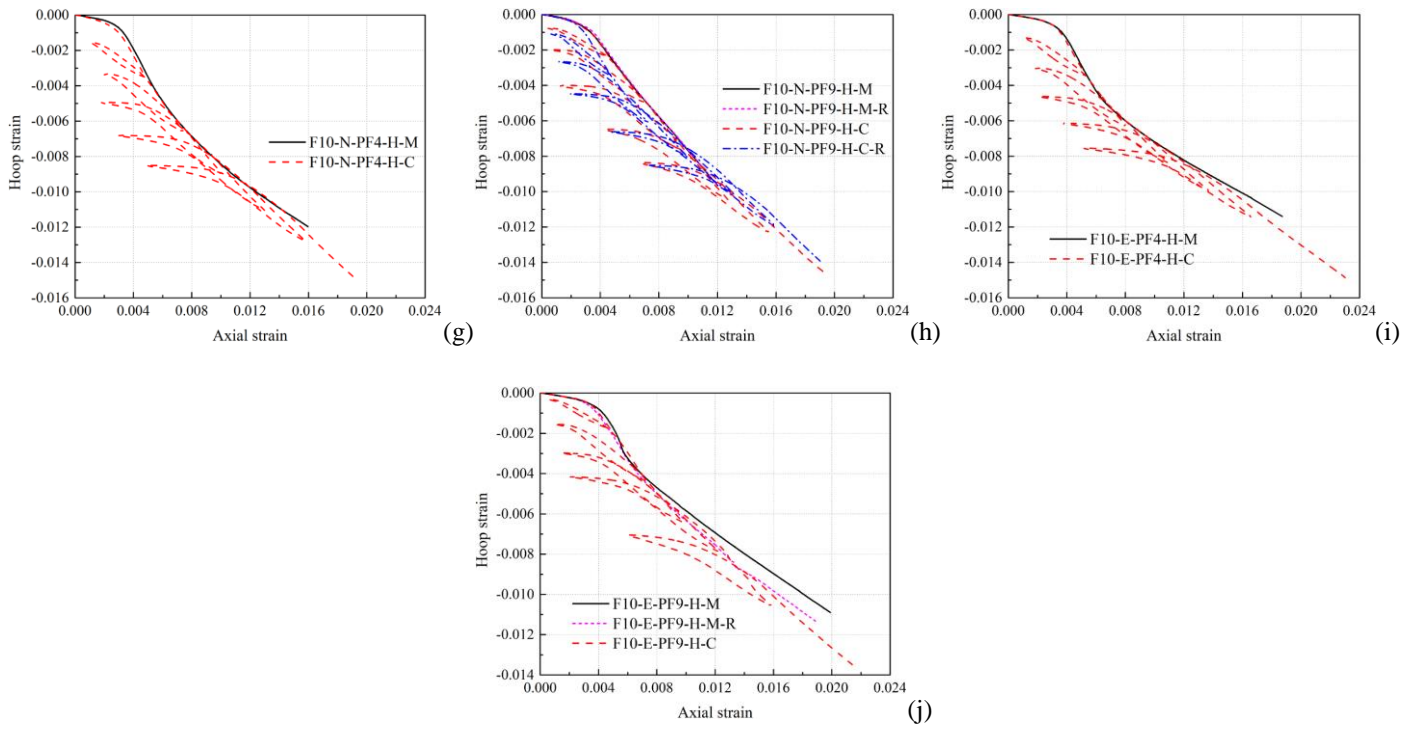 0.000
-0.002
-0.004
-0.006
-0.008
-0.010
-0.012
-0.014
-0.016
Hoop strain
F10-N-PF4-H-M
F10-N-PF4-H-C
0.000 0.004 0.008 0.012 0.016 0.020 0.024
Axial strain
(g)
0.000
-0.002
-0.004
-0.006
-0.008
-0.010
-0.012
-0.014
-0.016
Hoop strain
F10-N-PF9-H-M
F10-N-PF9-H-M-R
F10-N-PF9-H-C
F10-N-PF9-H-C-R
0.000 0.004 0.008 0.012 0.016 0.020 0.024
Axial strain
(h)
0.000
-0.002
-0.004
-0.006
-0.008
-0.010
-0.012
-0.014
-0.016
Hoop strain
F10-E-PF4-H-M
F10-E-PF4-H-C
0.000 0.004 0.008 0.012 0.016 0.020 0.024
Axial strain
(i)
0.000
-0.002
-0.004
-0.006
-0.008
-0.010
-0.012
-0.014
Hoop strain
F10-E-PF9-H-M
F10-E-PF9-H-M-R
F10-E-PF9-H-C
0.000 0.004 0.008 0.012 0.016 0.020 0.024
Axial strain
(j)